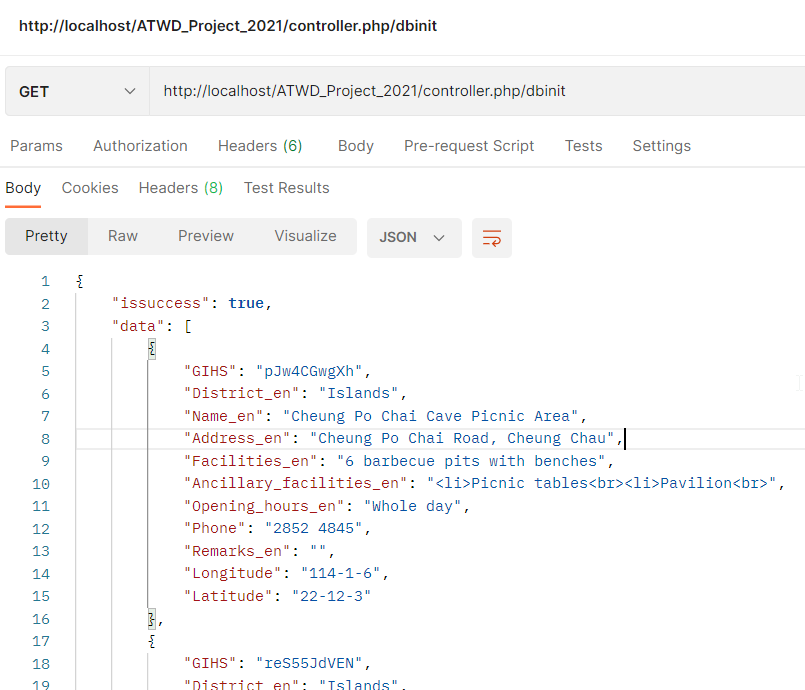 http://localhost/ATWD_Project_2021/controller.php/dbinit
GET http://localhost/ATWD_Project_2021/controller.php/dbinit
Params Authorization Headers (6) Body Pre-request Script Tests Settings
Body Cookies Headers (8) Test Results
Pretty Raw Preview Visualize JSON
1 {
2 "issuccess": true,
3 "data": [
4 {
5 "GIHS": "pJw4CGwgXh",
6 "District_en": "Islands",
7 "Name_en": "Cheung Po Chai Cave Picnic Area",
8 "Address_en": "Cheung Po Chai Road, Cheung Chau",
9 "Facilities_en": "6 barbecue pits with benches",
10 "Ancillary_facilities_en": "<li>Picnic tables<br><li>Pavilion<br>",
11 "Opening_hours_en": "Whole day",
12 "Phone": "2852 4845",
13 "Remarks_en": "",
14 "Longitude": "114-1-6",
15 "Latitude": "22-12-3"
16 },
17 {
18 "GIHS": "reS55JdVEN",
19 "District_en": "Islands",